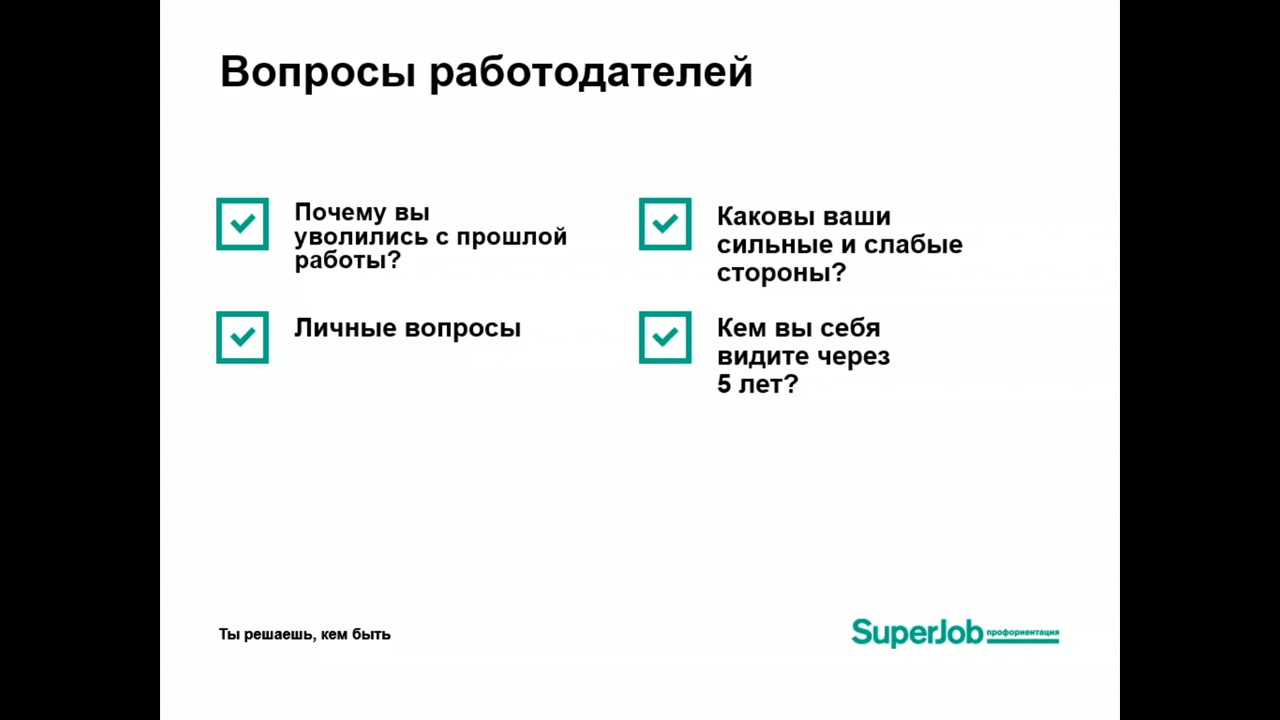 Вопросы работодателей
Почему вы
уволились с прошлой
работы?
Каковы ваши
сильные и слабые
стороны?
Личные вопросы
Кем вы себя
видите через
5 лет?
Ты решаешь, кем быть
SuperJob профориентация